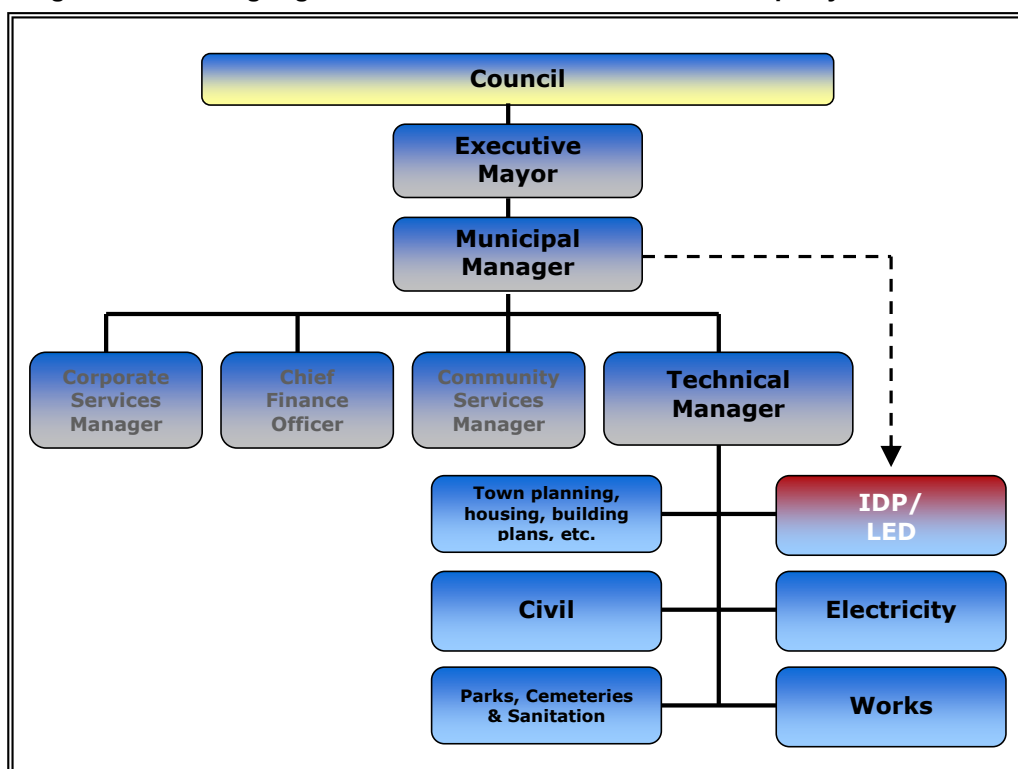 Council
Executive
Mayor
Municipal
Manager
Corporate
Services
Manager
Chief
Finance
Officer
Community
Services
Manager
Technical
Manager
Town planning,
housing, building
plans, etc.
IDP/
LED
Civil
Electricity
Parks, Cemeteries
& Sanitation
Works